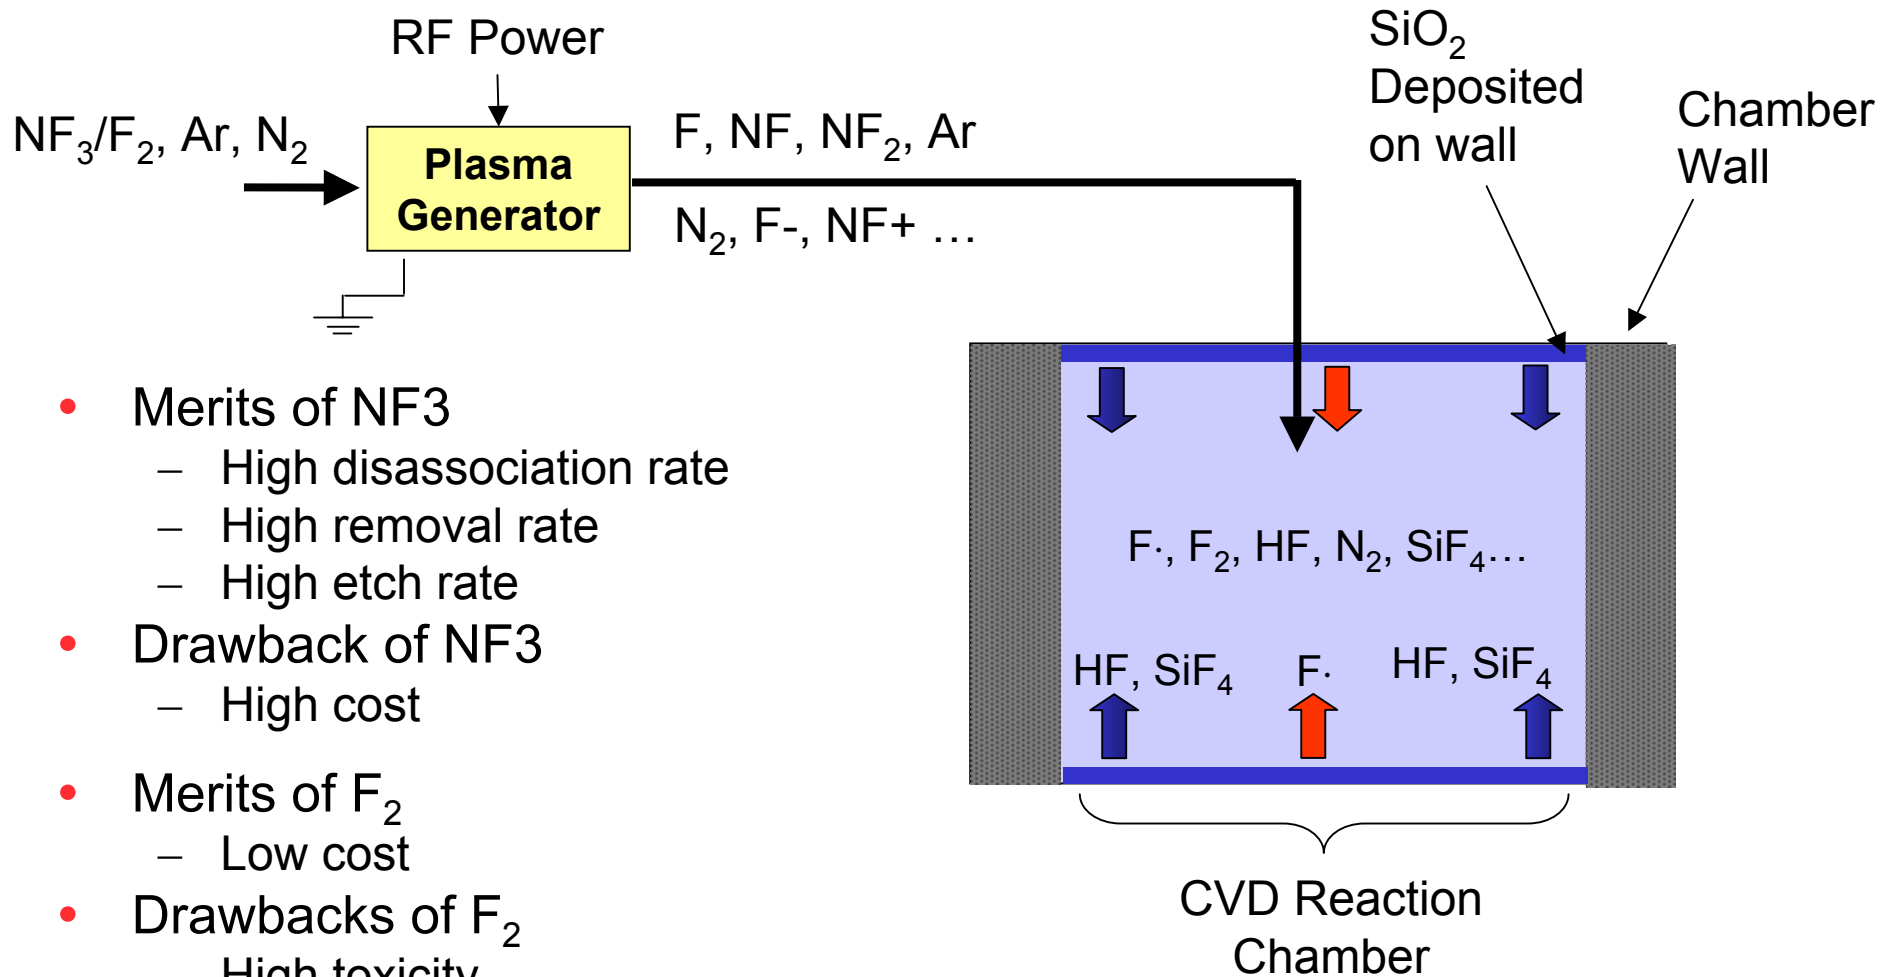 RF Power
NF₃/F₂, Ar, N₂
Plasma
Generator
F, NF, NF₂, Ar
N₂, F-, NF+ …
SiO₂
Deposited
on wall
Chamber
Wall
• Merits of NF3
– High disassociation rate
– High removal rate
– High etch rate
• Drawback of NF3
– High cost
• Merits of F₂
– Low cost
• Drawbacks of F₂
High toxicity
F·, F₂, HF, N₂, SiF₄…
HF, SiF₄
F·
HF, SiF₄
CVD Reaction
Chamber